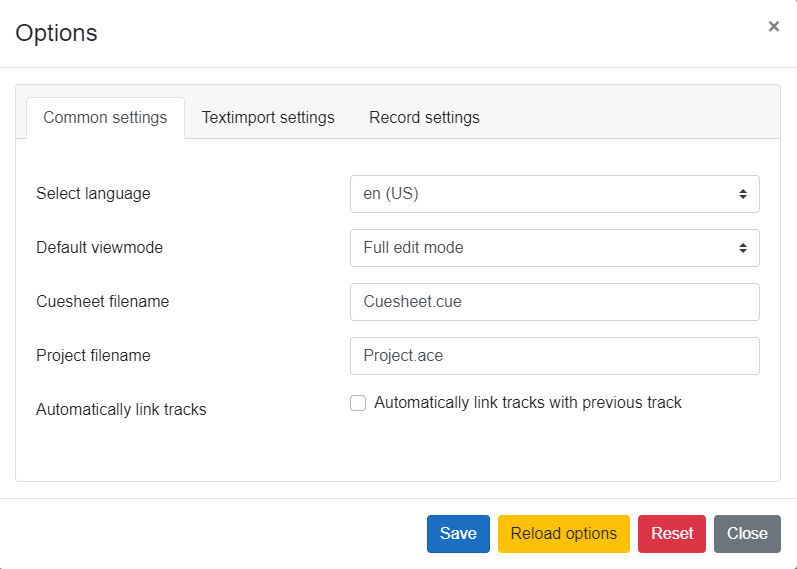 Options
×
Common settings Textimport settings Record settings
Select language en (US)
Default viewmode Full edit mode
Cuesheet filename Cuesheet.cue
Project filename Project.ace
Automatically link tracks Automatically link tracks with previous track
Save Reload options Reset Close